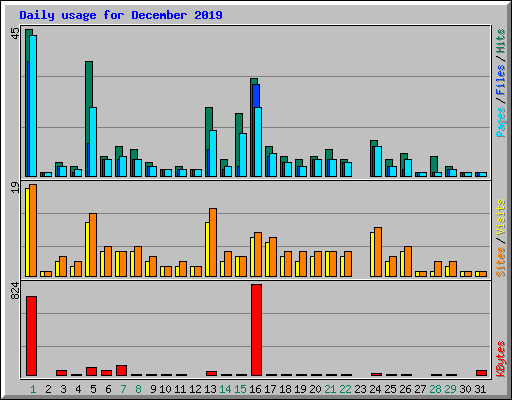 Daily usage for December 2019
45
Pages / Files / Hits
19
Sites / Visits
824
KBytes
1 2 3 4 5 6 7 8 9 10 11 12 13 14 15 16 17 18 19 20 21 22 23 24 25 26 27 28 29 30 31